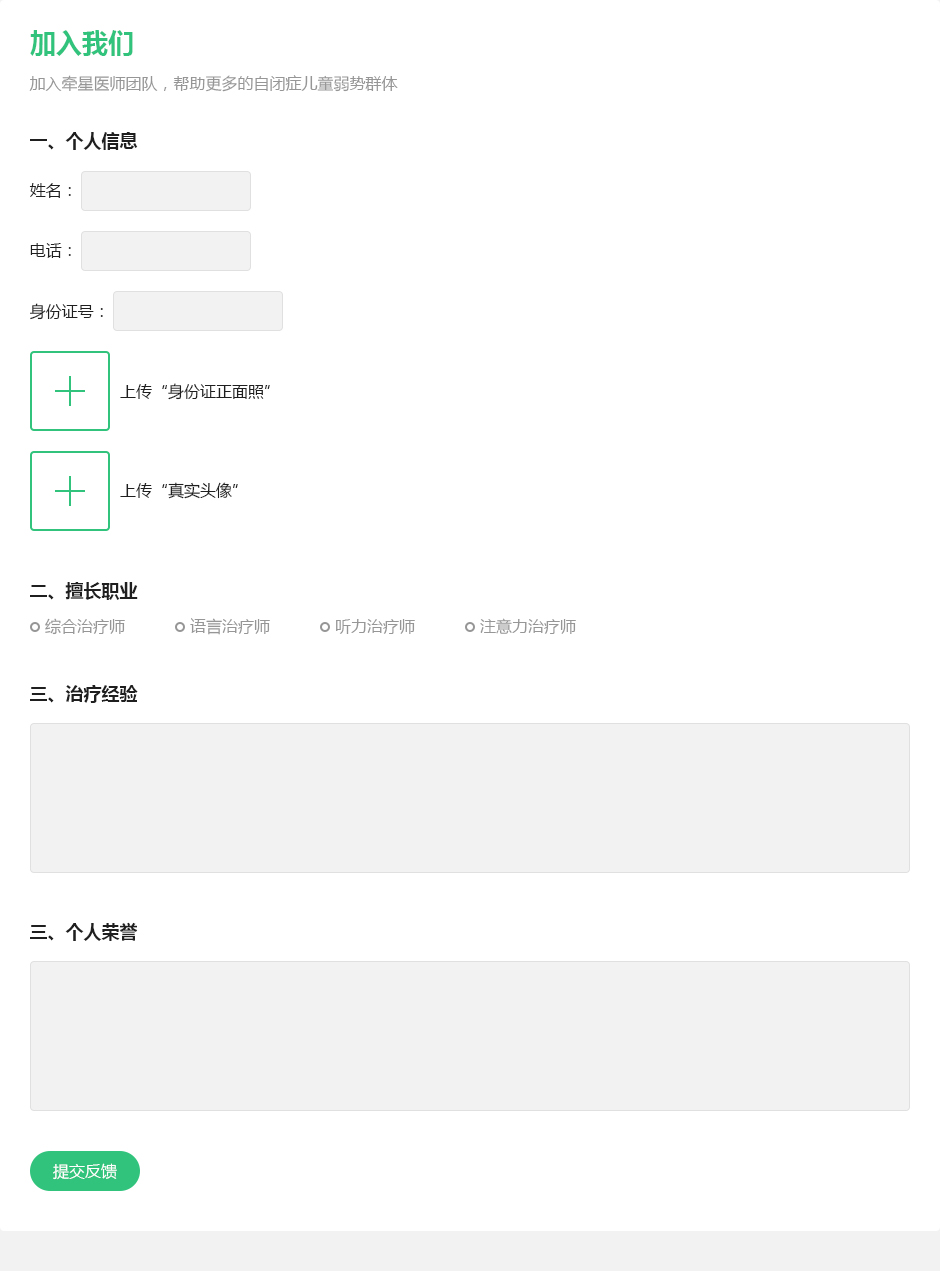 加入我们
加入牵星医师团队，帮助更多的自闭症儿童弱势群体
一、个人信息
姓名：
电话：
身份证号：
上传“身份证正面照”
上传“真实头像”
二、擅长职业
综合治疗师 语言治疗师 听力治疗师 注意力治疗师
三、治疗经验
三、个人荣誉
提交反馈